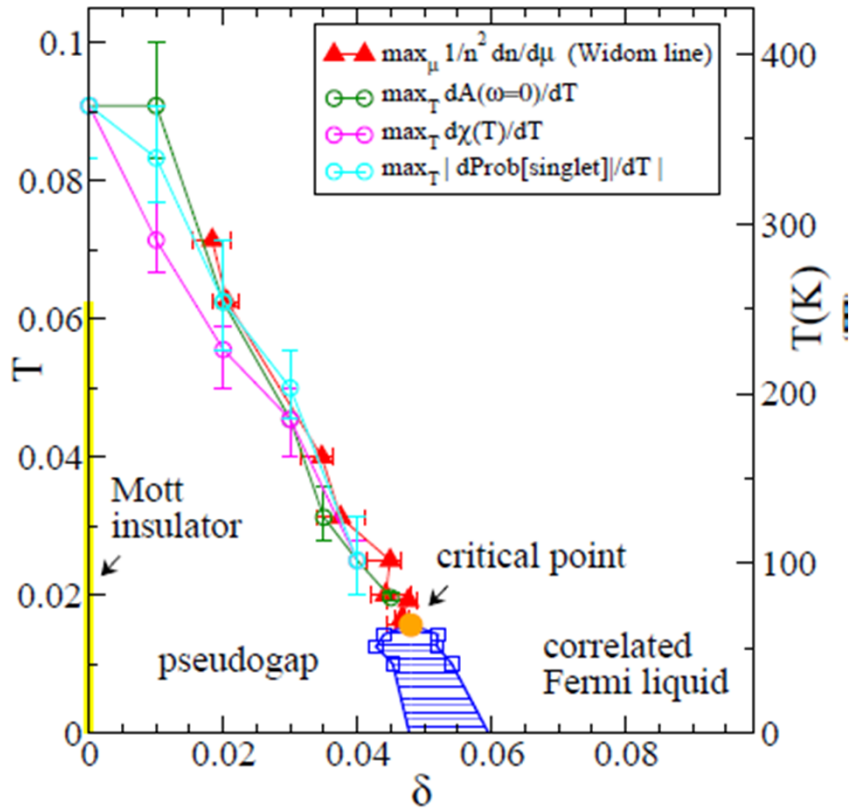 0.1
0.08
0.06
0.04
0.02
0
T
400
300
200
100
0
T(K)
max_μ 1/n² dn/dμ (Widom line)
max_T dA(ω=0)/dT
max_T dχ(T)/dT
max_T | dProb[singlet]|/dT |
Mott
insulator
critical point
pseudogap
correlated
Fermi liquid
0 0.02 0.04 0.06 0.08
δ